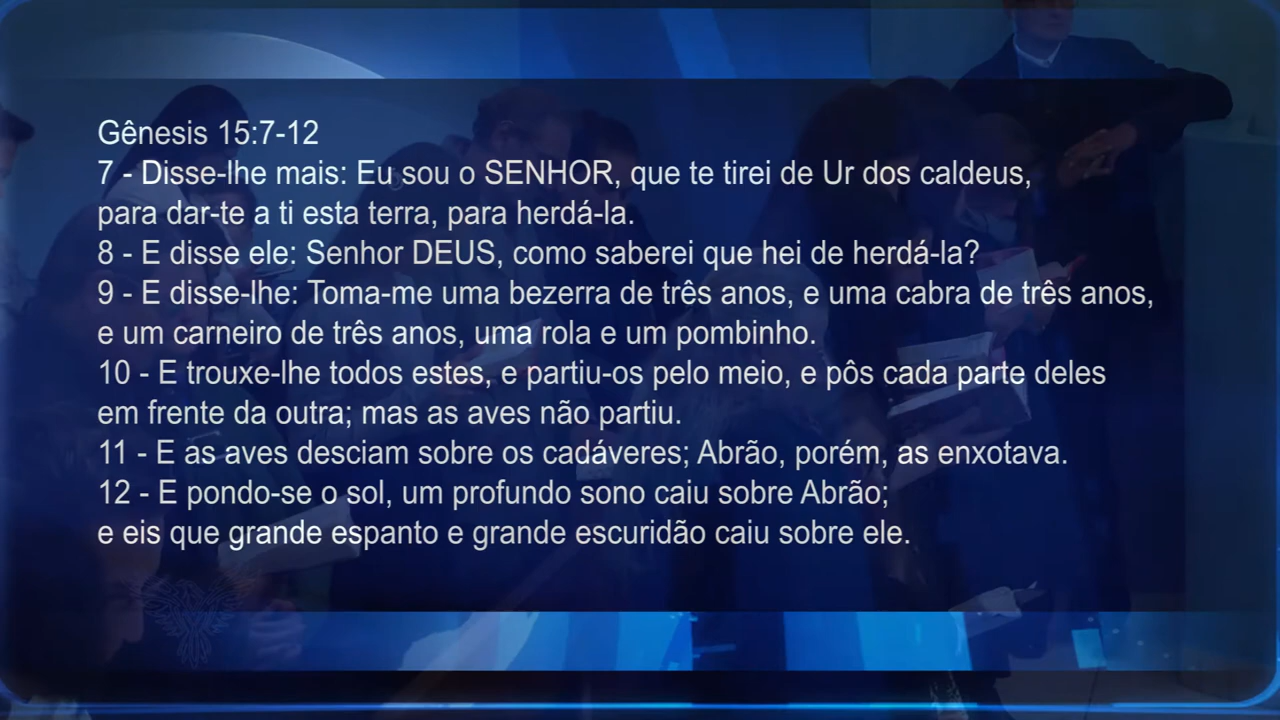 Gênesis 15:7-12
7 - Disse-lhe mais: Eu sou o SENHOR, que te tirei de Ur dos caldeus,
para dar-te a ti esta terra, para herdá-la.
8 - E disse ele: Senhor DEUS, como saberei que hei de herdá-la?
9 - E disse-lhe: Toma-me uma bezerra de três anos, e uma cabra de três anos,
e um carneiro de três anos, uma rola e um pombinho.
10 - E trouxe-lhe todos estes, e partiu-os pelo meio, e pôs cada parte deles
em frente da outra; mas as aves não partiu.
11 - E as aves desciam sobre os cadáveres; Abrão, porém, as enxotava.
12 - E pondo-se o sol, um profundo sono caiu sobre Abrão;
e eis que grande espanto e grande escuridão caiu sobre ele.